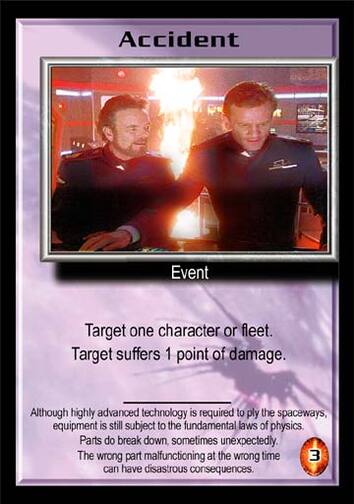 Accident
Event
Target one character or fleet.
Target suffers 1 point of damage.
Although highly advanced technology is required to ply the spaceways,
equipment is still subject to the fundamental laws of physics.
Parts do break down, sometimes unexpectedly.
The wrong part malfunctioning at the wrong time
can have disastrous consequences.
3